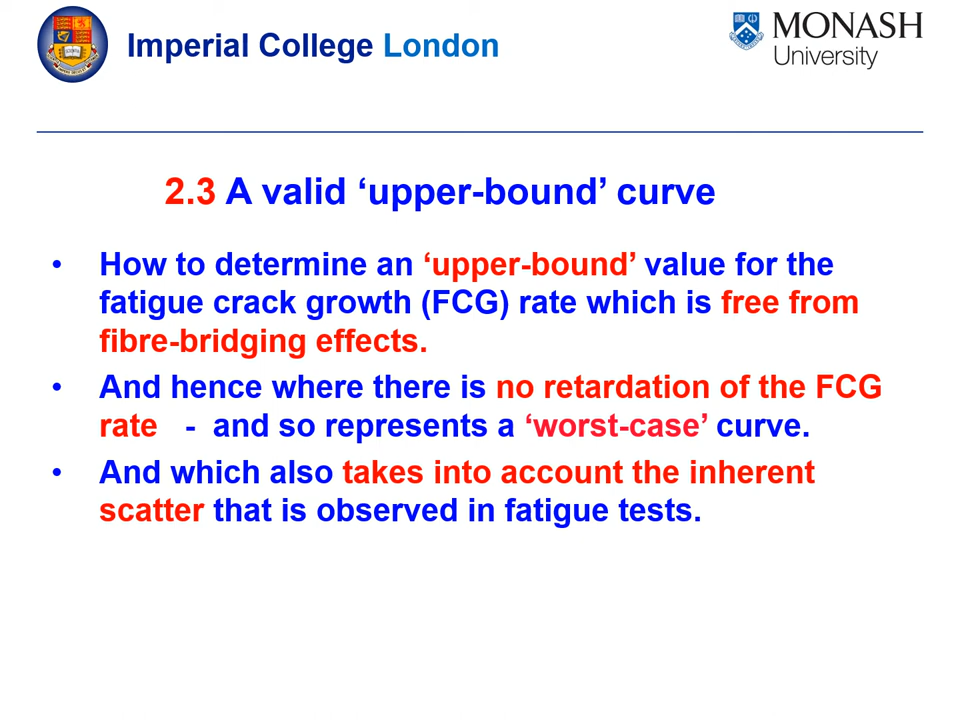 Imperial College London
MONASH
University
2.3 A valid ‘upper-bound’ curve
• How to determine an ‘upper-bound’ value for the
fatigue crack growth (FCG) rate which is free from
fibre-bridging effects.
• And hence where there is no retardation of the FCG
rate - and so represents a ‘worst-case’ curve.
• And which also takes into account the inherent
scatter that is observed in fatigue tests.